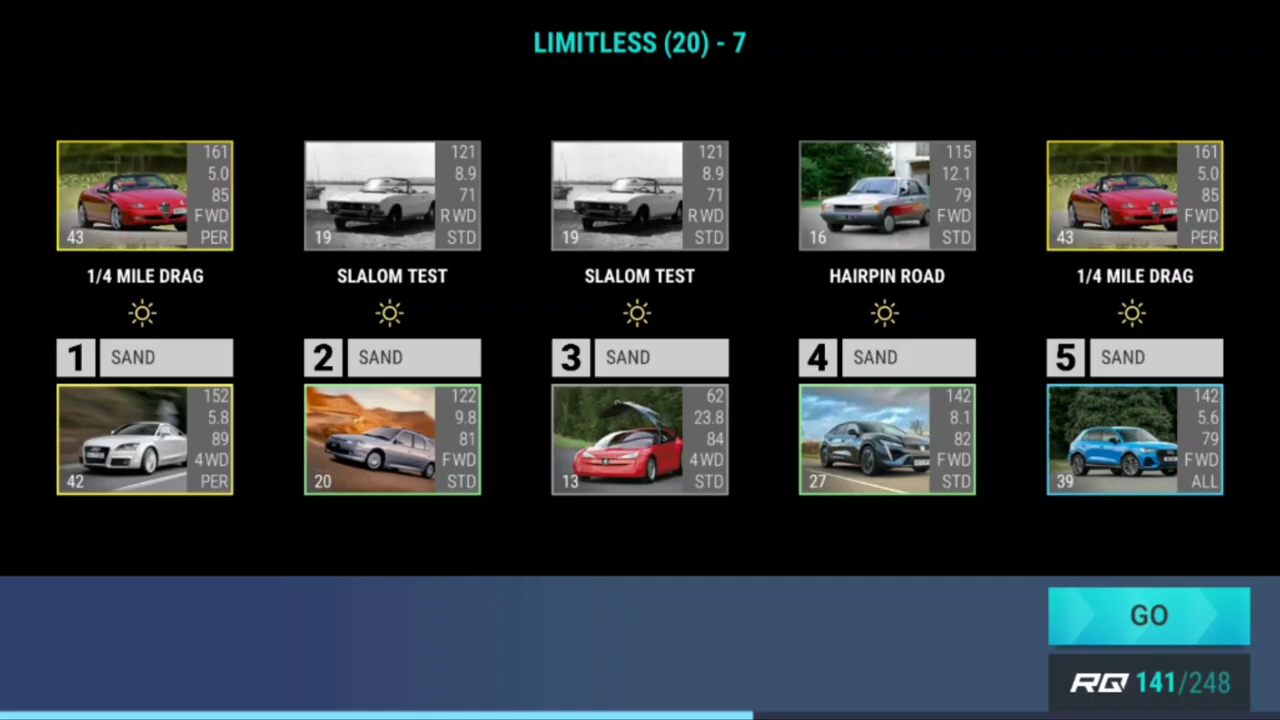 LIMITLESS (20) - 7
161
5.0
85
FWD
43 PER
121
8.9
71
RWD
19 STD
121
8.9
71
RWD
19 STD
115
12.1
79
FWD
16 STD
161
5.0
85
FWD
43 PER
1/4 MILE DRAG
SLALOM TEST
SLALOM TEST
HAIRPIN ROAD
1/4 MILE DRAG
1 SAND
2 SAND
3 SAND
4 SAND
5 SAND
152
5.8
89
4WD
42 PER
122
9.8
81
FWD
20 STD
62
23.8
84
4WD
13 STD
142
8.1
82
FWD
27 STD
142
5.6
79
FWD
39 ALL
GO
RQ 141/248